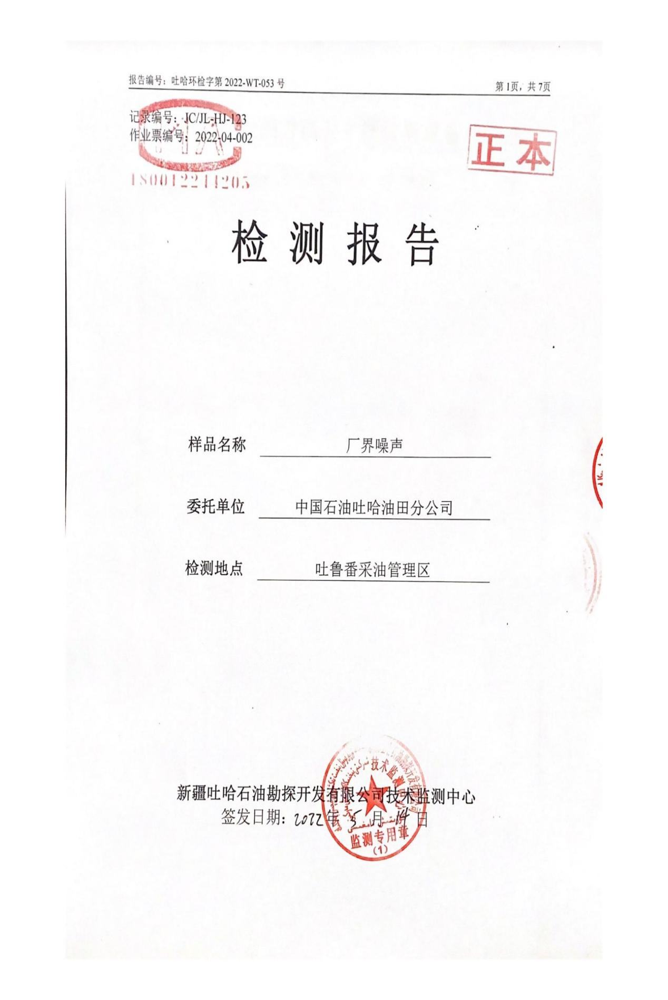 报告编号：吐哈环检字第 2022-WT-053 号
第 1页，共 7页
记录编号：JC/JL-HJ-123
作业票编号：2022-04-002
MA
180012244205
正本
检测报告
样品名称 厂界噪声
委托单位 中国石油吐哈油田分公司
检测地点 吐鲁番采油管理区
新疆吐哈石油勘探开发有限公司技术监测中心
签发日期：2022年 5 月 14 日
技术监测中心
监测专用章
(1)